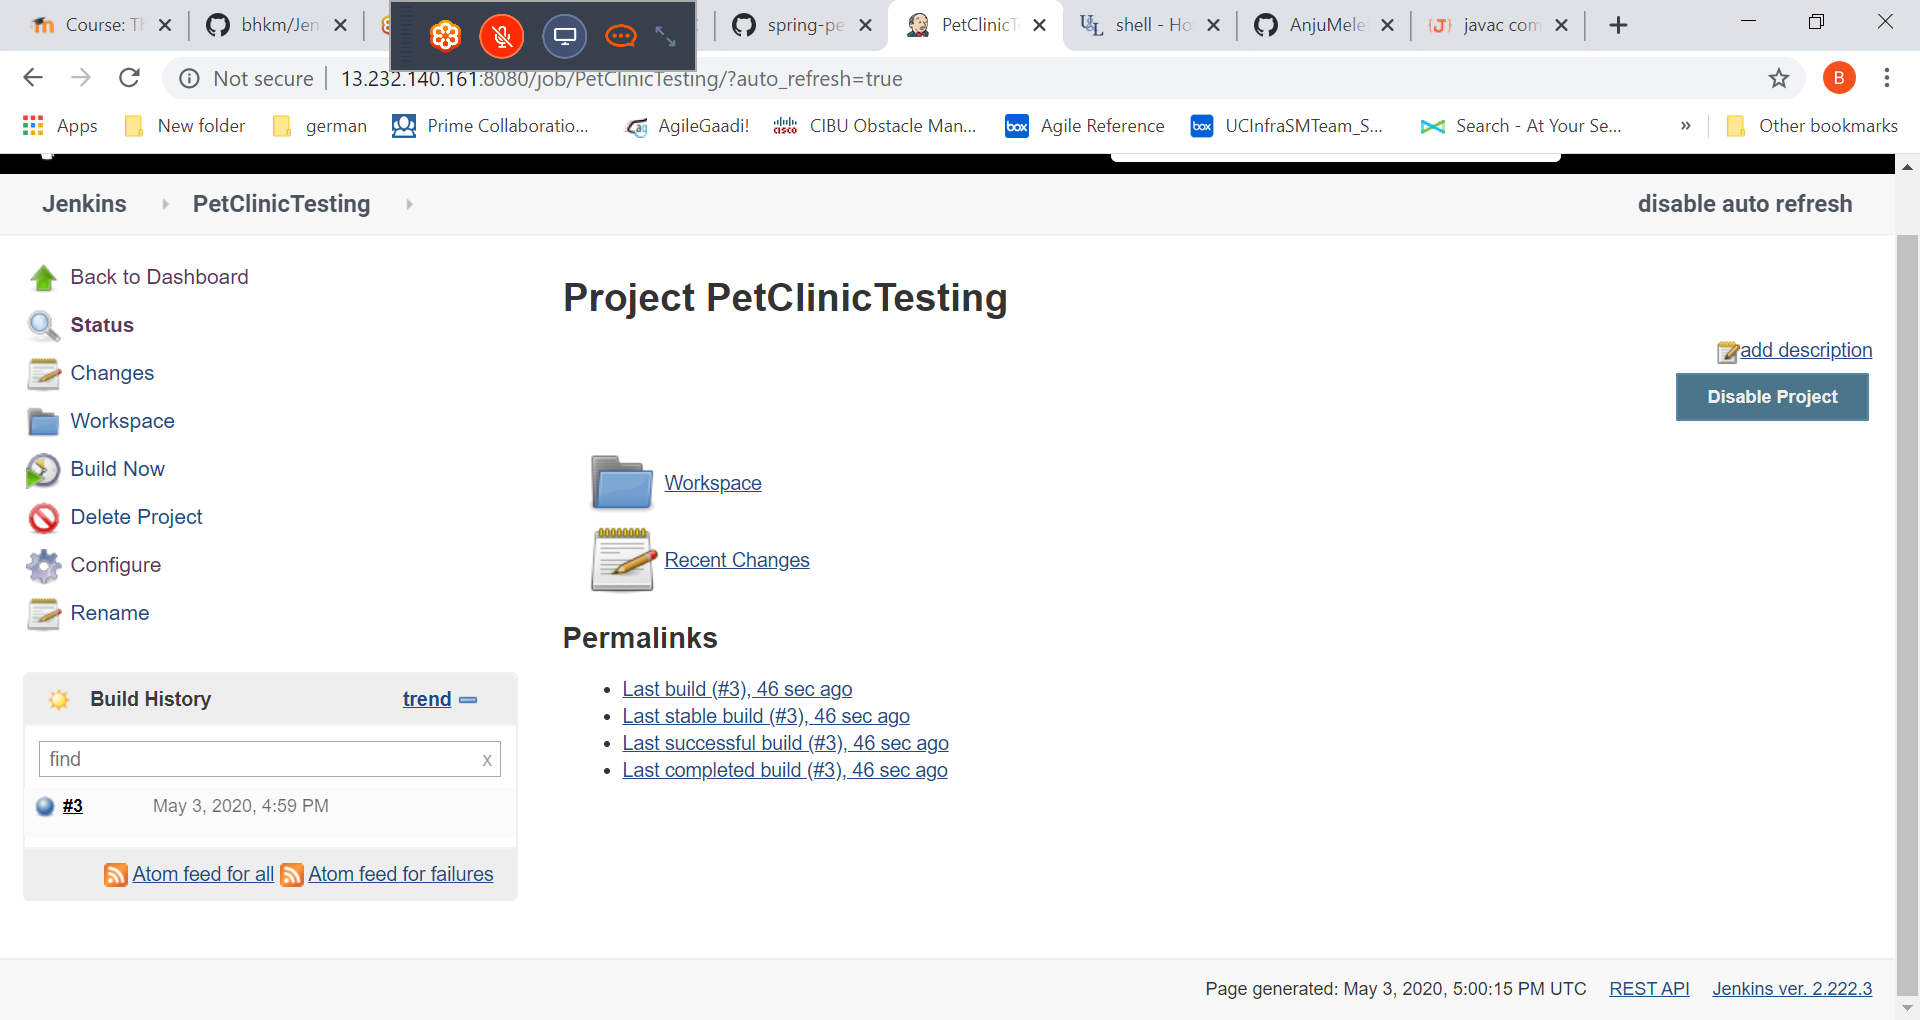 Course: Th
bhkm/Jen
spring-pe
PetClinicT
shell - Ho
AnjuMele
javac com
Not secure
13.232.140.161:8080/job/PetClinicTesting/?auto_refresh=true
B
Apps
New folder
german
Prime Collaboratio...
AgileGaadi!
CIBU Obstacle Man...
Agile Reference
UCInfraSMTeam_S...
Search - At Your Se...
»
Other bookmarks
Jenkins
PetClinicTesting
disable auto refresh
Back to Dashboard
Status
Changes
Workspace
Build Now
Delete Project
Configure
Rename
Build History
trend
find
x
#3
May 3, 2020, 4:59 PM
Atom feed for all
Atom feed for failures
Project PetClinicTesting
add description
Disable Project
Workspace
Recent Changes
Permalinks
• Last build (#3), 46 sec ago
• Last stable build (#3), 46 sec ago
• Last successful build (#3), 46 sec ago
• Last completed build (#3), 46 sec ago
Page generated: May 3, 2020, 5:00:15 PM UTC
REST API
Jenkins ver. 2.222.3